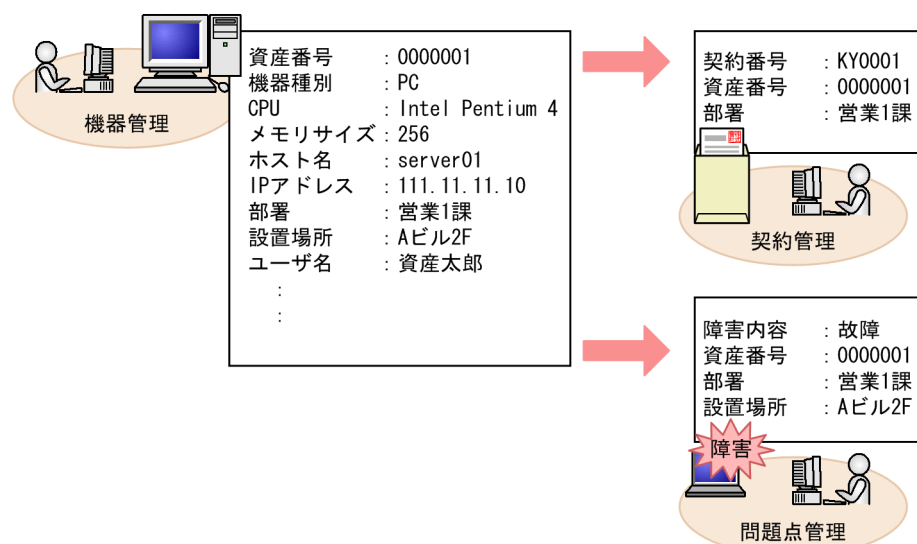 機器管理
資産番号 : 0000001
機器種別 : PC
CPU : Intel Pentium 4
メモリサイズ : 256
ホスト名 : server01
IPアドレス : 111.11.11.10
部署 : 営業1課
設置場所 : Aビル2F
ユーザ名 : 資産太郎
:
:
契約番号 : KY0001
資産番号 : 0000001
部署 : 営業1課
契約管理
障害内容 : 故障
資産番号 : 0000001
部署 : 営業1課
設置場所 : Aビル2F
障害
問題点管理